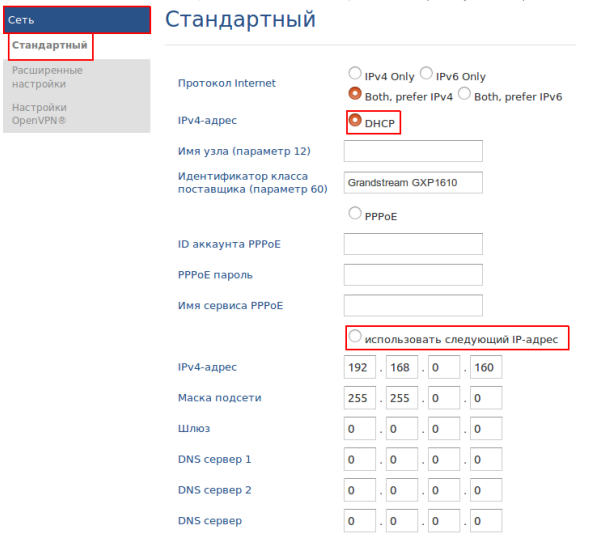 Сеть
Стандартный
Расширенные
настройки
Настройки
OpenVPN®
Стандартный
Протокол Internet
IPv4 Only IPv6 Only
Both, prefer IPv4 Both, prefer IPv6
IPv4-адрес
DHCP
Имя узла (параметр 12)
Идентификатор класса
поставщика (параметр 60)
Grandstream GXP1610
PPPoE
ID аккаунта PPPoE
PPPoE пароль
Имя сервиса PPPoE
использовать следующий IP-адрес
IPv4-адрес 192 . 168 . 0 . 160
Маска подсети 255 . 255 . 0 . 0
Шлюз 0 . 0 . 0 . 0
DNS сервер 1 0 . 0 . 0 . 0
DNS сервер 2 0 . 0 . 0 . 0
DNS сервер 0 . 0 . 0 . 0